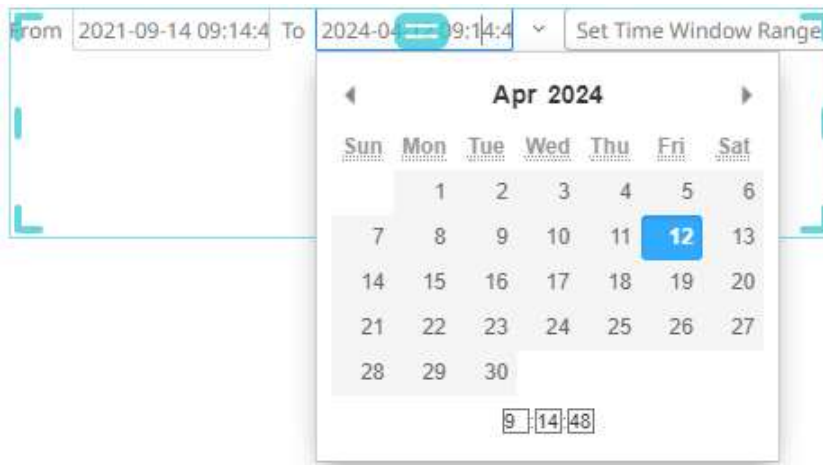 From 2021-09-14 09:14:4 To 2024-04 09:14:4 Set Time Window Range
Apr 2024
Sun Mon Tue Wed Thu Fri Sat
1 2 3 4 5 6
7 8 9 10 11 12 13
14 15 16 17 18 19 20
21 22 23 24 25 26 27
28 29 30
9 :14:48